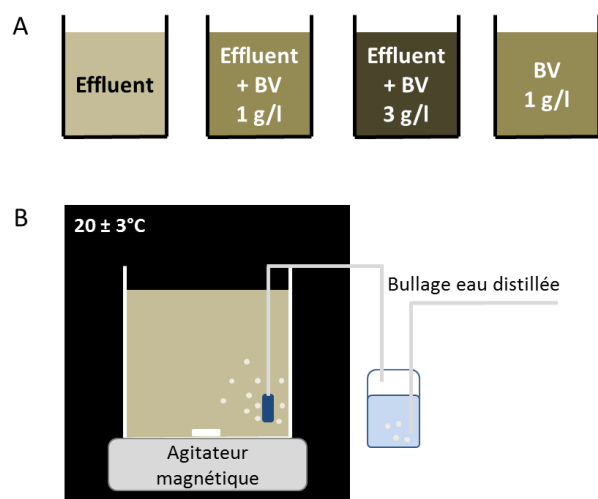 A
Effluent
Effluent
+ BV
1 g/l
Effluent
+ BV
3 g/l
BV
1 g/l
B
20 ± 3°C
Bullage eau distillée
Agitateur
magnétique